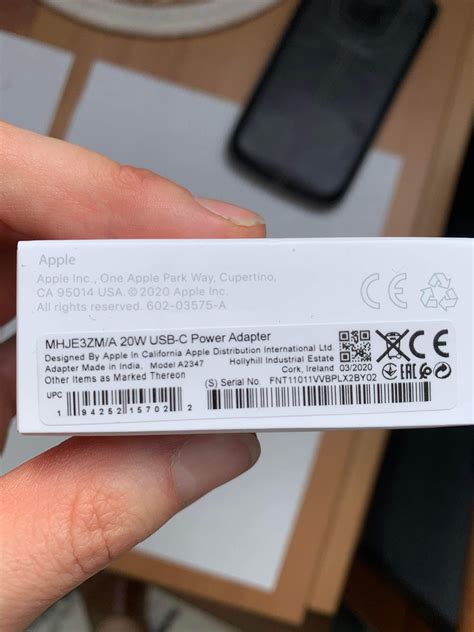 Apple
Apple Inc., One Apple Park Way, Cupertino,
CA 95014 USA. ©2020 Apple Inc.
All rights reserved. 602-03575-A
CE
MHJE3ZM/A 20W USB-C Power Adapter
Designed By Apple In California Apple Distribution International Ltd.
Adapter Made in India, Model A2347 Hollyhill Industrial Estate
Other Items as Marked Thereon Cork, Ireland 03/2020
CE
EAC
(S) Serial No. FNT11011VVBPLX2BY02
UPC
1 94252 15702 2